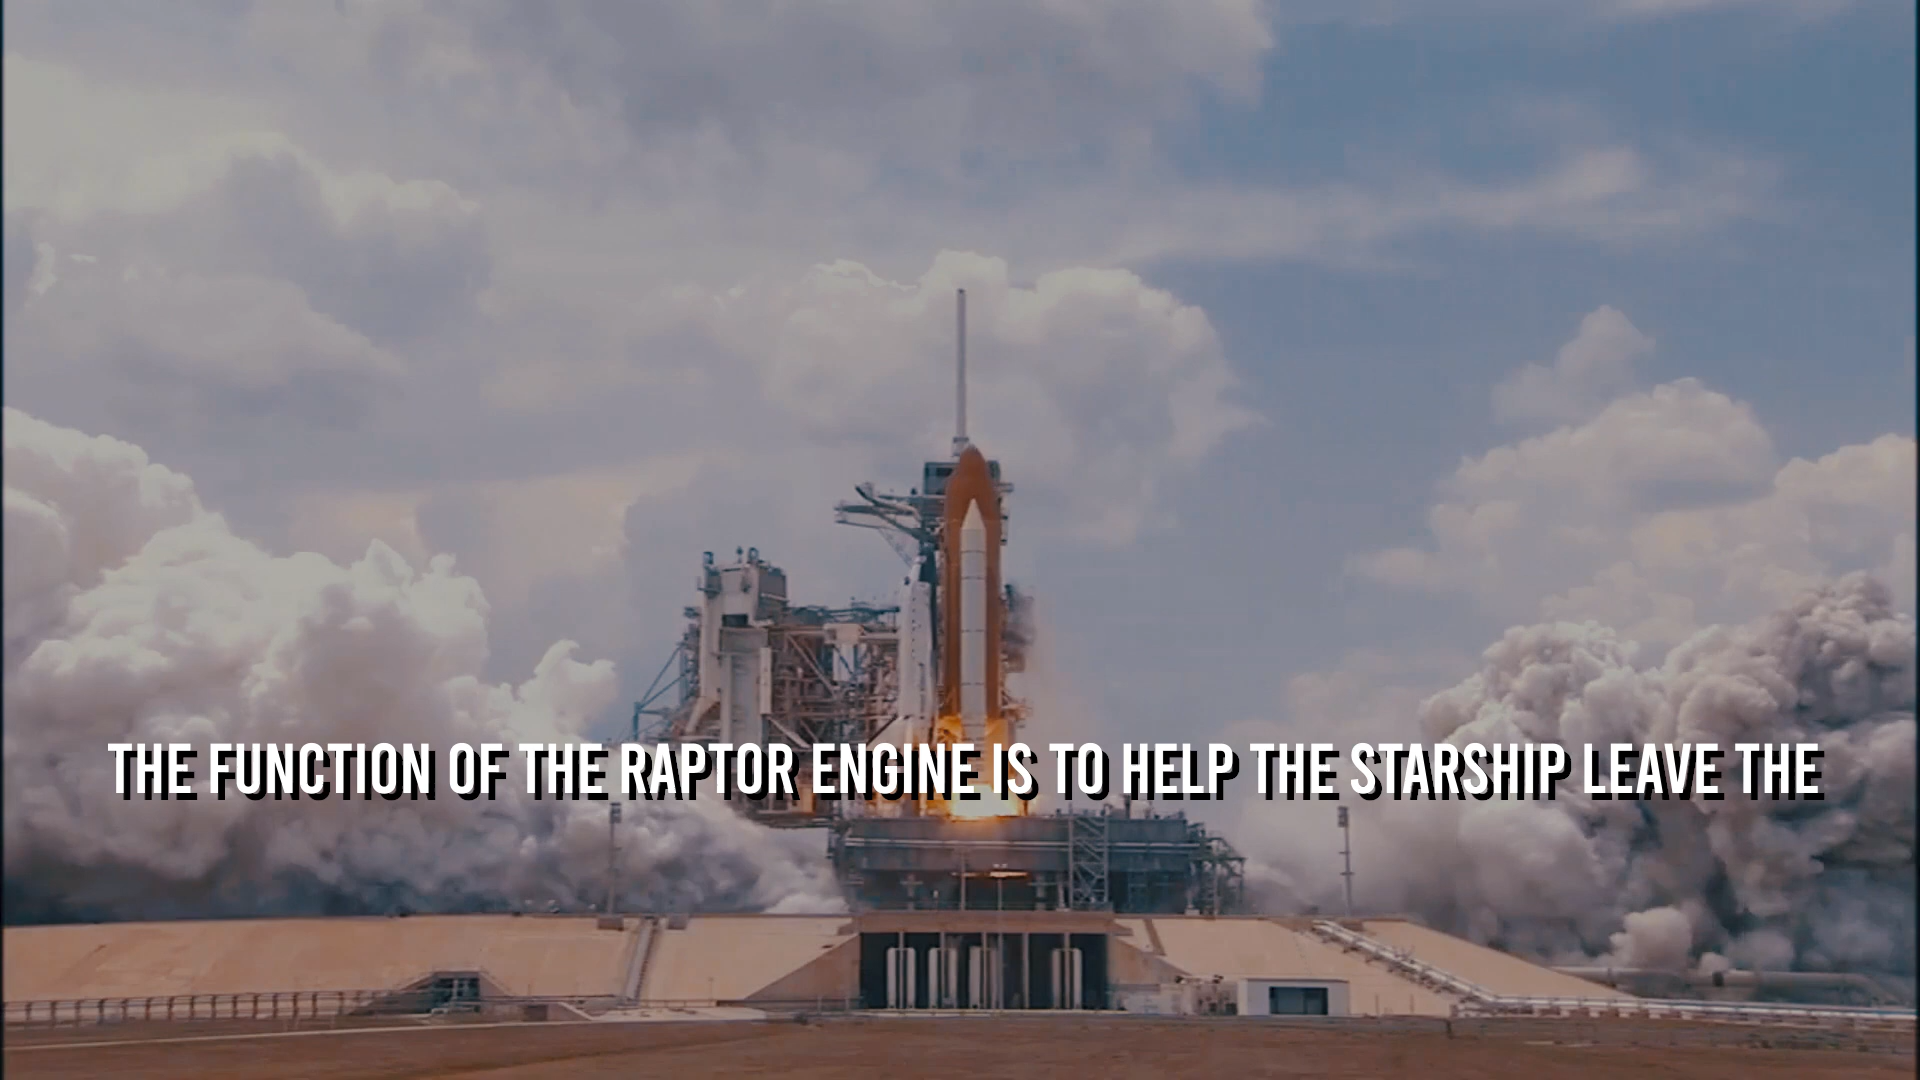 THE FUNCTION OF THE RAPTOR ENGINE IS TO HELP THE STARSHIP LEAVE THE